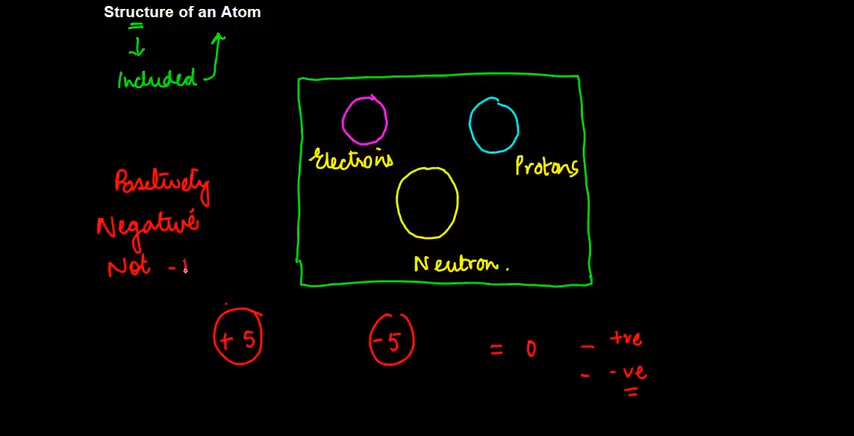 Structure of an Atom
Included
Electrons
Protons
Neutron.
Positively
Negative
Not -
+5 -5 = 0 - +ve
- -ve